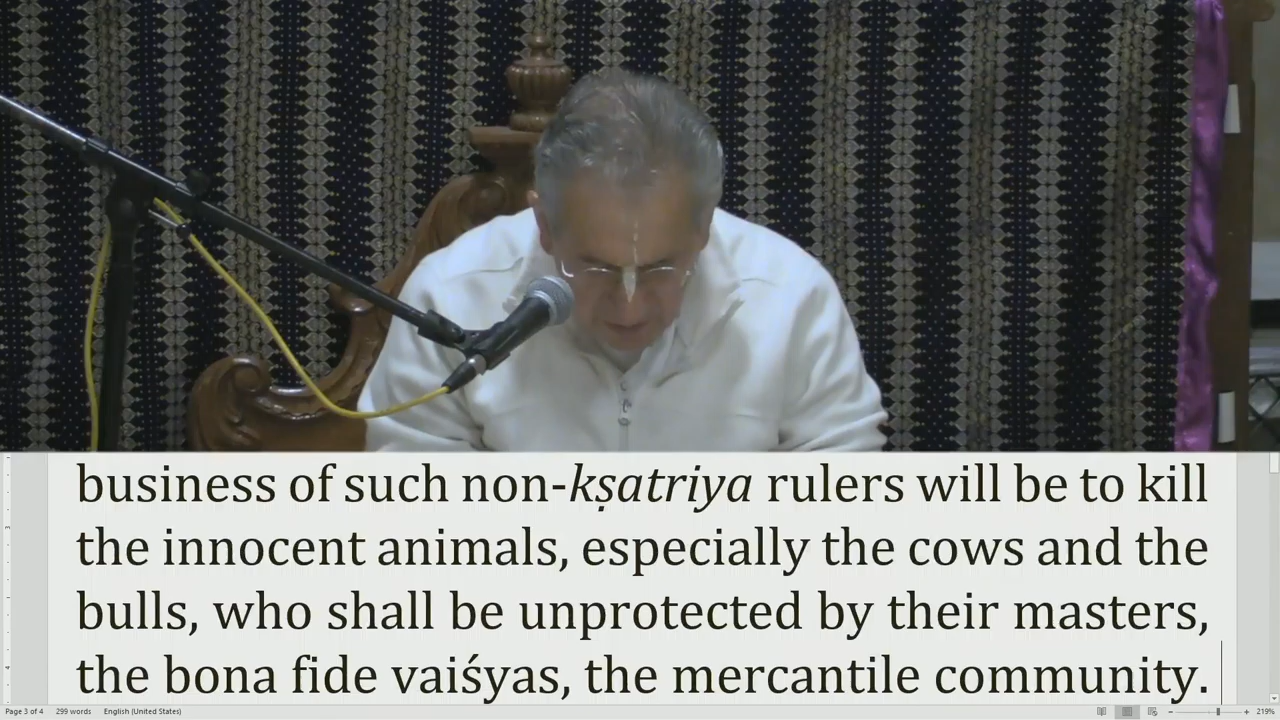 business of such non-kṣatriya rulers will be to kill
the innocent animals, especially the cows and the
bulls, who shall be unprotected by their masters,
the bona fide vaiśyas, the mercantile community.
Page 3 of 4 299 words English (United States) 219%